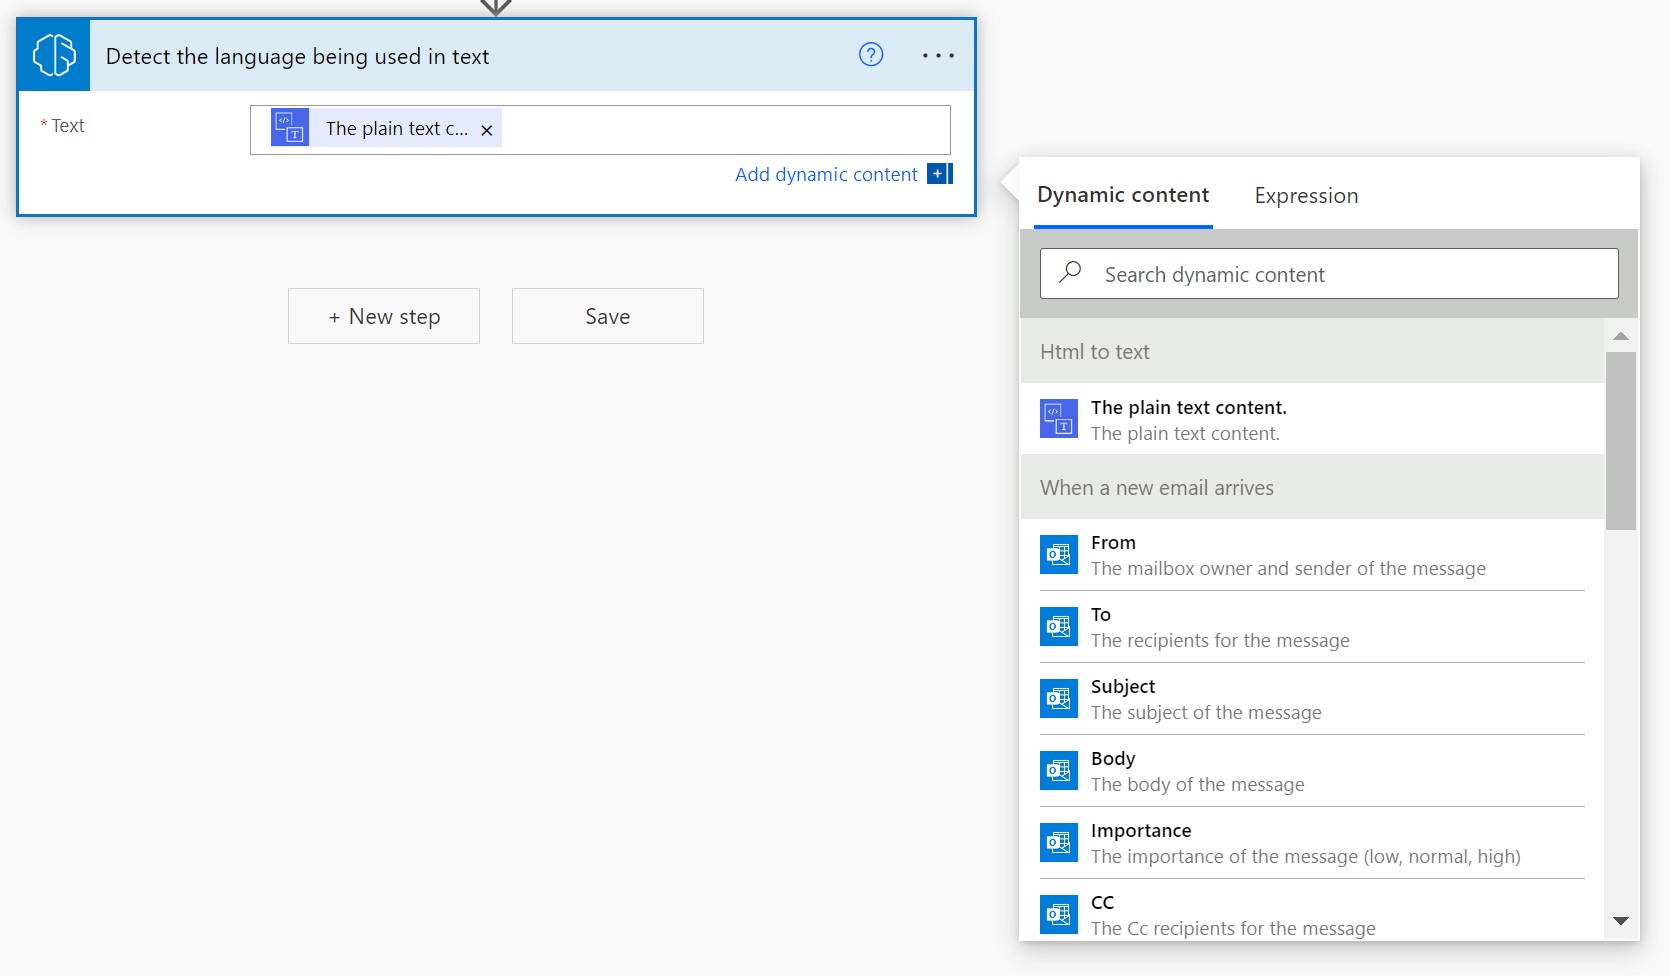 Detect the language being used in text
* Text
The plain text c...
Add dynamic content
+ New step
Save
Dynamic content
Expression
Search dynamic content
Html to text
The plain text content.
The plain text content.
When a new email arrives
From
The mailbox owner and sender of the message
To
The recipients for the message
Subject
The subject of the message
Body
The body of the message
Importance
The importance of the message (low, normal, high)
CC
The Cc recipients for the message